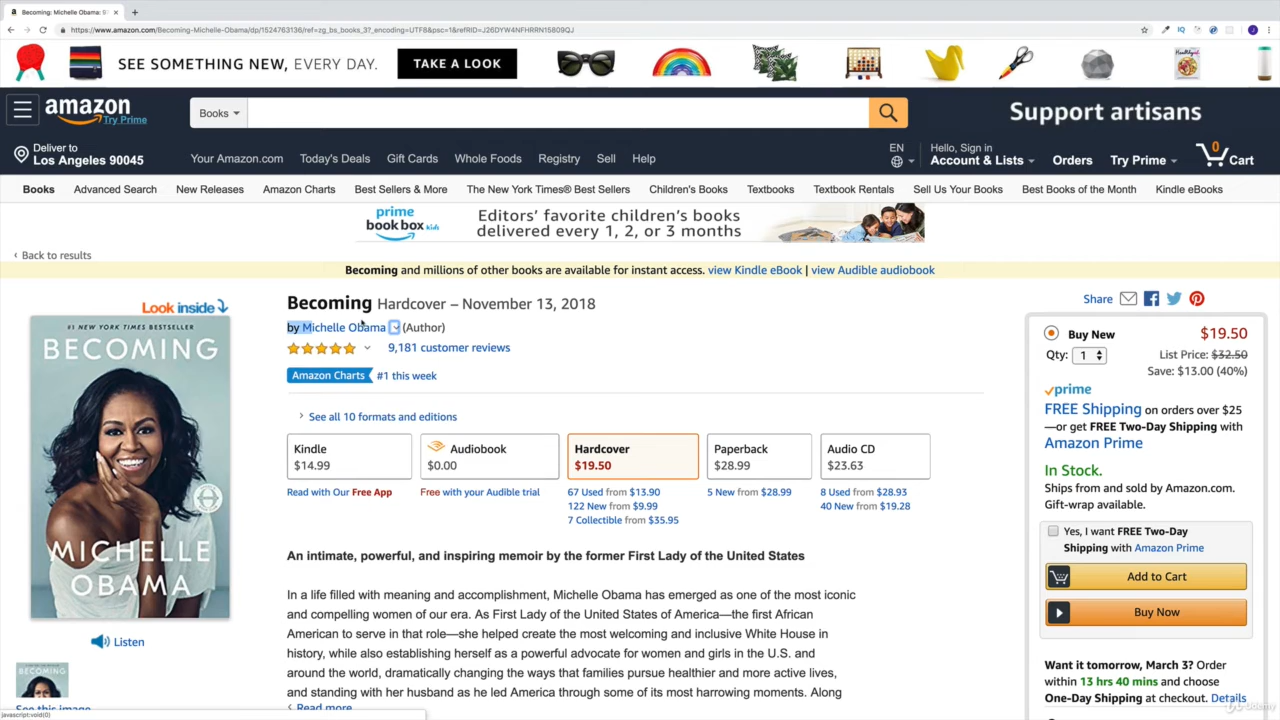 Becoming: Michelle Obama: 9
https://www.amazon.com/Becoming-Michelle-Obama/dp/1524763136/ref=zg_bs_books_3?_encoding=UTF8&psc=1&refRID=J26DYW4NFHRRN15809QJ
SEE SOMETHING NEW, EVERY DAY.
TAKE A LOOK
amazon
Try Prime
Books
Support artisans
Deliver to
Los Angeles 90045
Your Amazon.com Today's Deals Gift Cards Whole Foods Registry Sell Help
EN
Hello, Sign in
Account & Lists
Orders
Try Prime
0
Cart
Books Advanced Search New Releases Amazon Charts Best Sellers & More The New York Times® Best Sellers Children's Books Textbooks Textbook Rentals Sell Us Your Books Best Books of the Month Kindle eBooks
prime
book box kids
Editors' favorite children's books
delivered every 1, 2, or 3 months
‹ Back to results
Becoming and millions of other books are available for instant access. view Kindle eBook | view Audible audiobook
Look inside
#1 NEW YORK TIMES BESTSELLER
BECOMING
MICHELLE
OBAMA
Listen
BECOMING
See this image
Becoming Hardcover – November 13, 2018
by Michelle Obama (Author)
9,181 customer reviews
Amazon Charts #1 this week
See all 10 formats and editions
Kindle
$14.99
Read with Our Free App
Audiobook
$0.00
Free with your Audible trial
Hardcover
$19.50
67 Used from $13.90
122 New from $9.99
7 Collectible from $35.95
Paperback
$28.99
5 New from $28.99
Audio CD
$23.63
8 Used from $28.93
40 New from $19.28
An intimate, powerful, and inspiring memoir by the former First Lady of the United States
In a life filled with meaning and accomplishment, Michelle Obama has emerged as one of the most iconic
and compelling women of our era. As First Lady of the United States of America—the first African
American to serve in that role—she helped create the most welcoming and inclusive White House in
history, while also establishing herself as a powerful advocate for women and girls in the U.S. and
around the world, dramatically changing the ways that families pursue healthier and more active lives,
and standing with her husband as he led America through some of its most harrowing moments. Along
Read more
Share
Buy New
$19.50
Qty: 1
List Price: $32.50
Save: $13.00 (40%)
prime
FREE Shipping on orders over $25
—or get FREE Two-Day Shipping with
Amazon Prime
In Stock.
Ships from and sold by Amazon.com.
Gift-wrap available.
Yes, I want FREE Two-Day
Shipping with Amazon Prime
Add to Cart
Buy Now
Want it tomorrow, March 3? Order
within 13 hrs 40 mins and choose
One-Day Shipping at checkout. Details
javascript:void(0)
Udemy